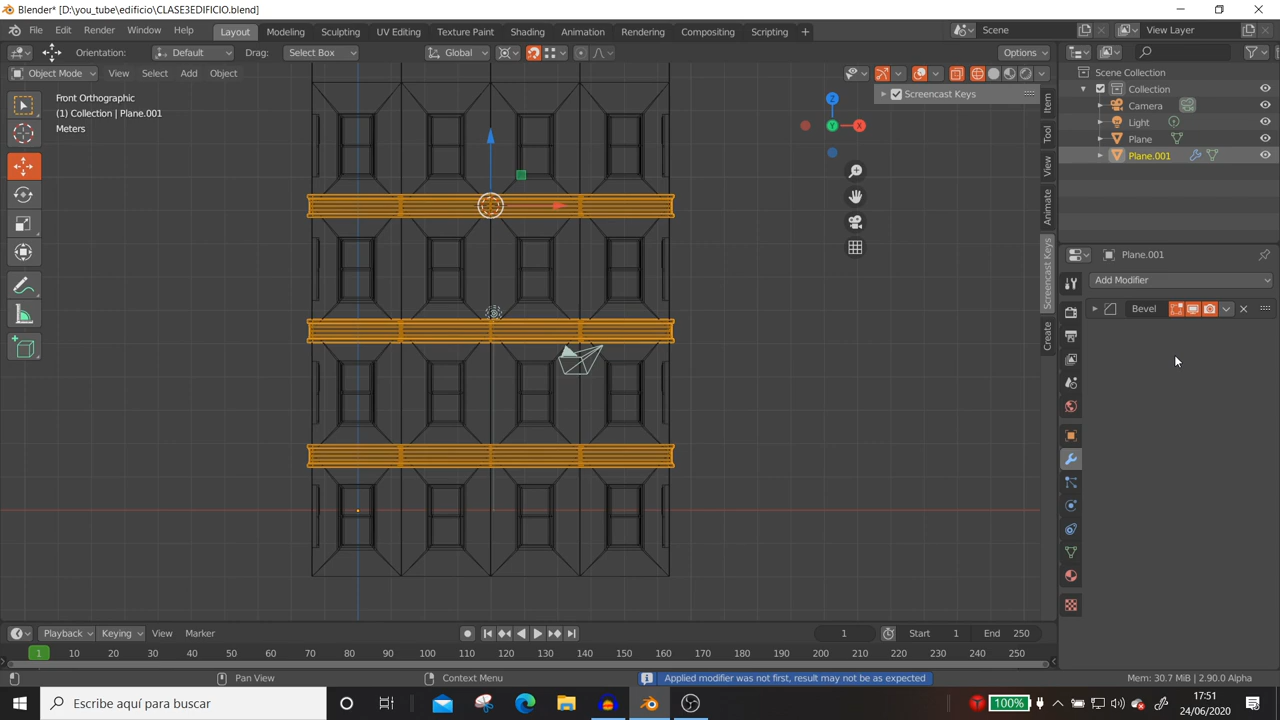 Blender* [D:\you_tube\edificio\CLASE3EDIFICIO.blend]
File Edit Render Window Help Layout Modeling Sculpting UV Editing Texture Paint Shading Animation Rendering Compositing Scripting + Scene View Layer
Orientation: Default Drag: Select Box Global Options
Object Mode View Select Add Object
Screencast Keys
Front Orthographic
(1) Collection | Plane.001
Meters
Z
Y
X
Item
Tool
View
Animate
Screencast Keys
Create
Scene Collection
Collection
Camera
Light
Plane
Plane.001
Plane.001
Add Modifier
Bevel
Playback Keying View Marker 1 Start 1 End 250
1 10 20 30 40 50 60 70 80 90 100 110 120 130 140 150 160 170 180 190 200 210 220 230 240 250
Pan View Context Menu Applied modifier was not first, result may not be as expected Mem: 30.7 MiB | 2.90.0 Alpha
Escribe aquí para buscar
100%
17:51
24/06/2020